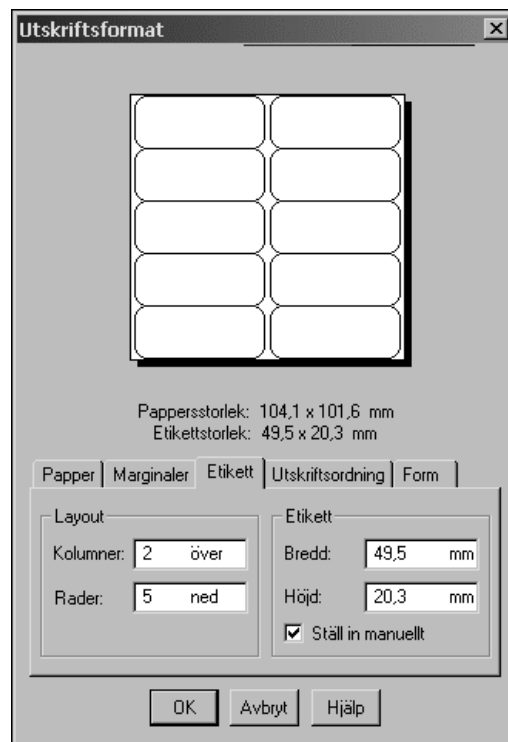 Utskriftsformat
Pappersstorlek: 104,1 x 101,6 mm
Etikettstorlek: 49,5 x 20,3 mm
Papper Marginaler Etikett Utskriftsordning Form
Layout Etikett
Kolumner: 2 över Bredd: 49,5 mm
Rader: 5 ned Höjd: 20,3 mm
Ställ in manuellt
OK Avbryt Hjälp